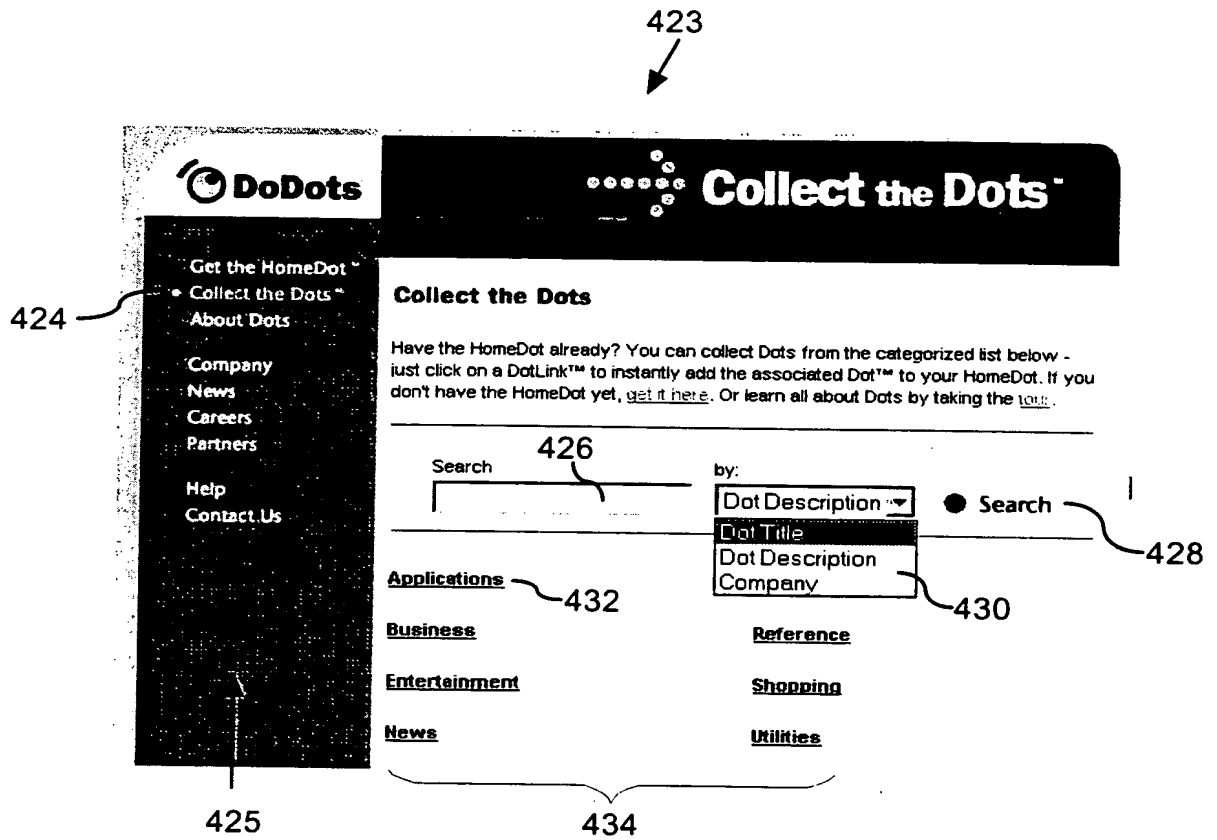 423
DoDots
Collect the Dots™
Get the HomeDot™
Collect the Dots™
About Dots
Company
News
Careers
Partners
Help
Contact Us
424
425
Collect the Dots
Have the HomeDot already? You can collect Dots from the categorized list below -
just click on a DotLink™ to instantly add the associated Dot™ to your HomeDot. If you
don't have the HomeDot yet, get it here. Or learn all about Dots by taking the tour.
426
Search
by:
Dot Description
Search
428
Dot Title
Dot Description
Company
430
Applications
432
Business
Reference
Entertainment
Shopping
News
Utilities
434